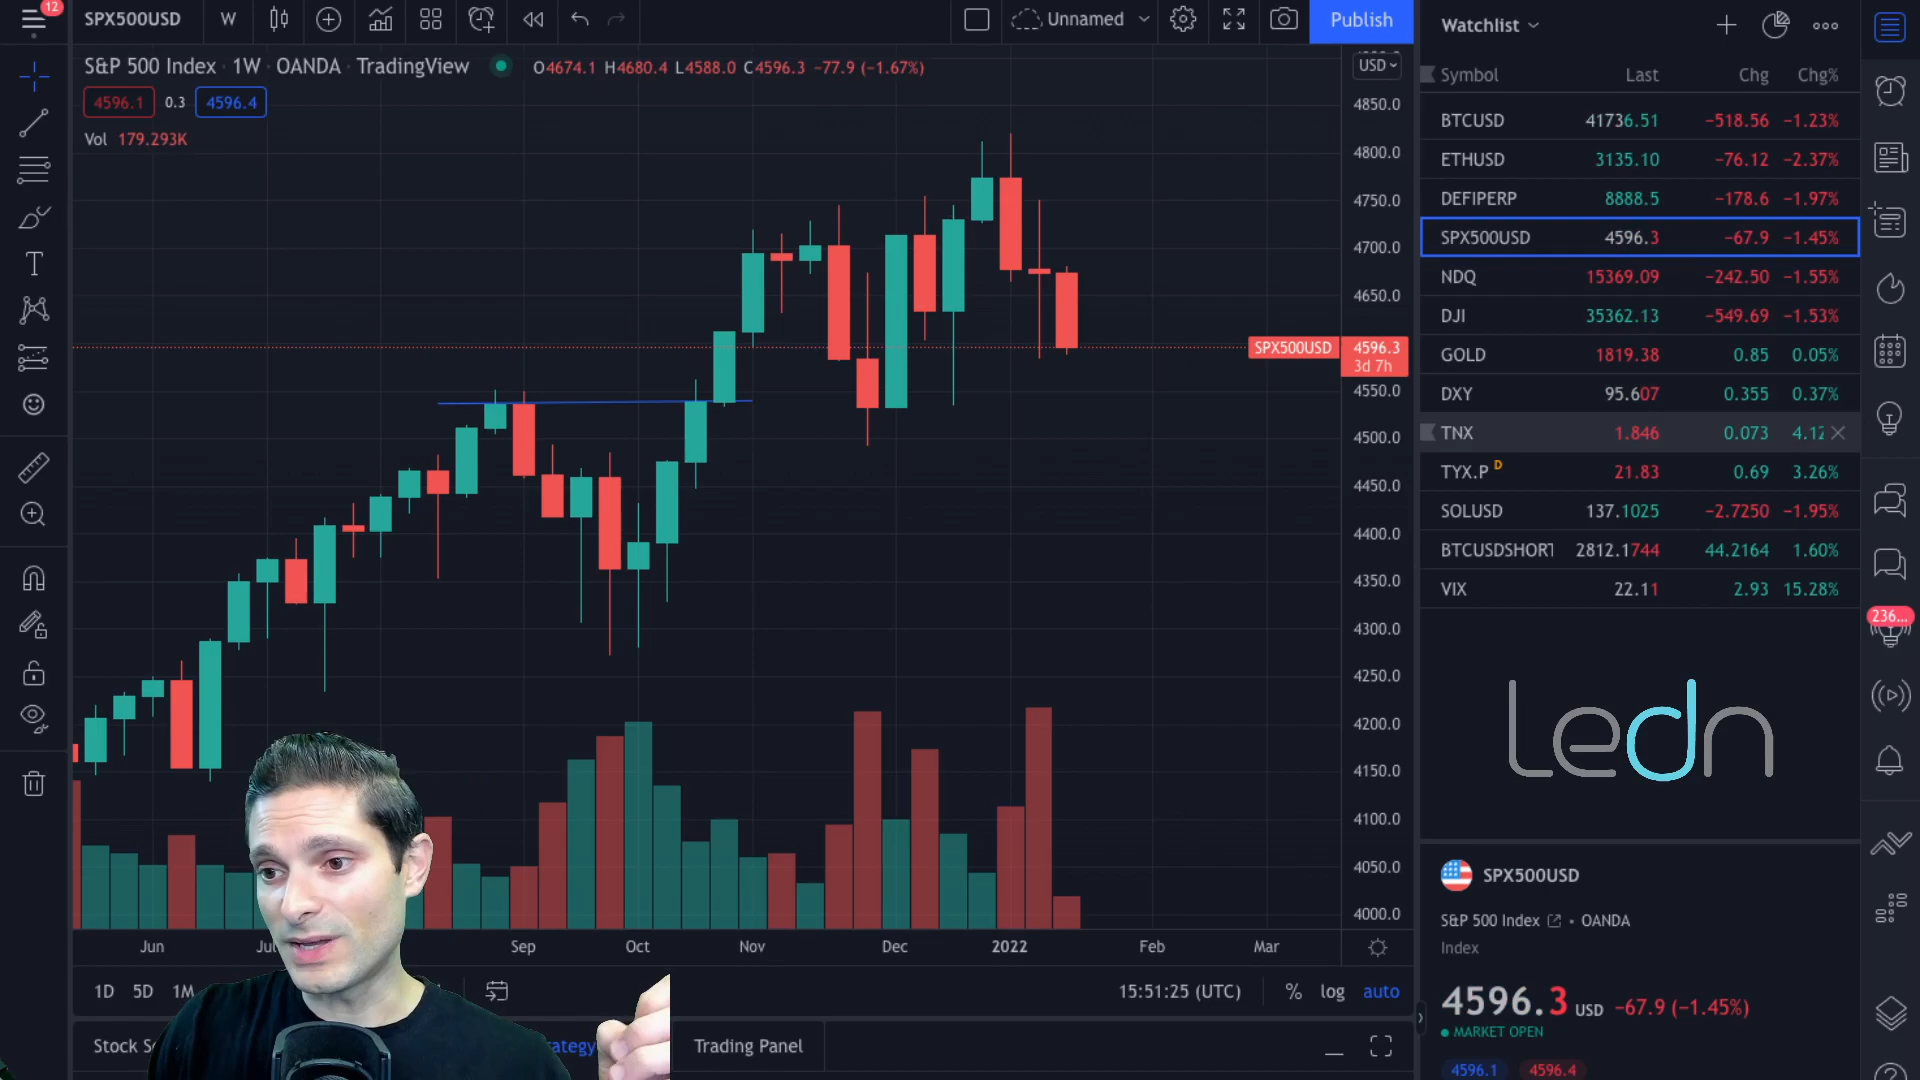 12
SPX500USD
W
Unnamed
Publish
S&P 500 Index · 1W · OANDA · TradingView
O4674.1 H4680.4 L4588.0 C4596.3 −77.9 (−1.67%)
4596.1 0.3 4596.4
Vol 179.293K
USD
4850.0
4800.0
4750.0
4700.0
4650.0
SPX500USD 4596.3
3d 7h
4550.0
4500.0
4450.0
4400.0
4350.0
4300.0
4250.0
4200.0
4150.0
4100.0
4050.0
4000.0
Jun
Sep Oct Nov Dec 2022 Feb Mar
1D 5D 1M
15:51:25 (UTC) % log auto
Stock
Trading Panel
Watchlist
Symbol Last Chg Chg%
BTCUSD 41736.51 −518.56 −1.23%
ETHUSD 3135.10 −76.12 −2.37%
DEFIPERP 8888.5 −178.6 −1.97%
SPX500USD 4596.3 −67.9 −1.45%
NDQ 15369.09 −242.50 −1.55%
DJI 35362.13 −549.69 −1.53%
GOLD 1819.38 0.85 0.05%
DXY 95.607 0.355 0.37%
TNX 1.846 0.073 4.12
TYX.P D 21.83 0.69 3.26%
SOLUSD 137.1025 −2.7250 −1.95%
BTCUSDSHORT 2812.1744 44.2164 1.60%
VIX 22.11 2.93 15.28%
236...
ledn
SPX500USD
S&P 500 Index • OANDA
Index
4596.3 USD −67.9 (−1.45%)
MARKET OPEN
4596.1 4596.4